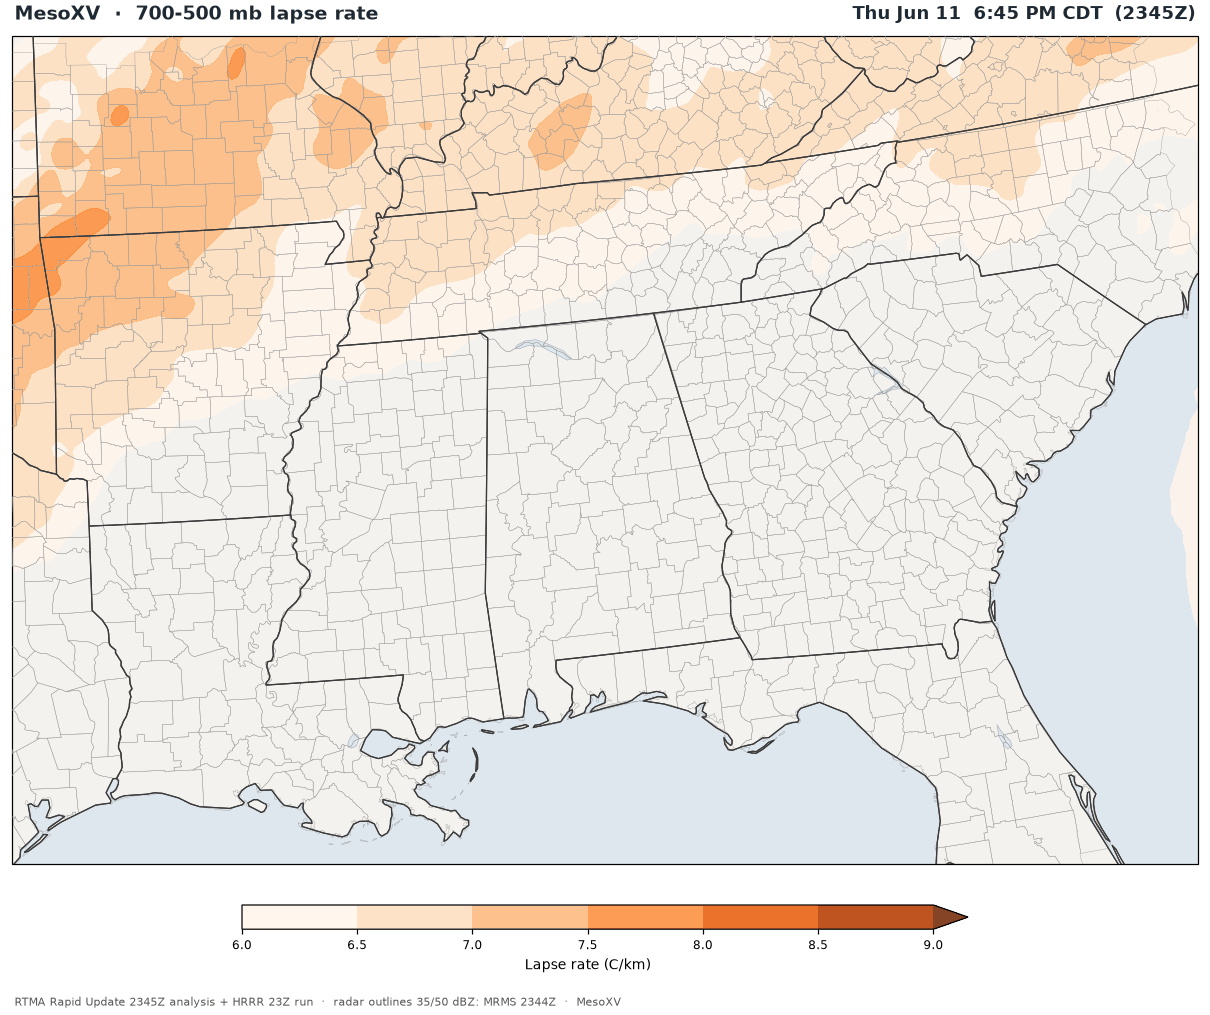 MesoXV · 700-500 mb lapse rate
Thu Jun 11 6:45 PM CDT (2345Z)
6.0 6.5 7.0 7.5 8.0 8.5 9.0
Lapse rate (C/km)
RTMA Rapid Update 2345Z analysis + HRRR 23Z run · radar outlines 35/50 dBZ: MRMS 2344Z · MesoXV